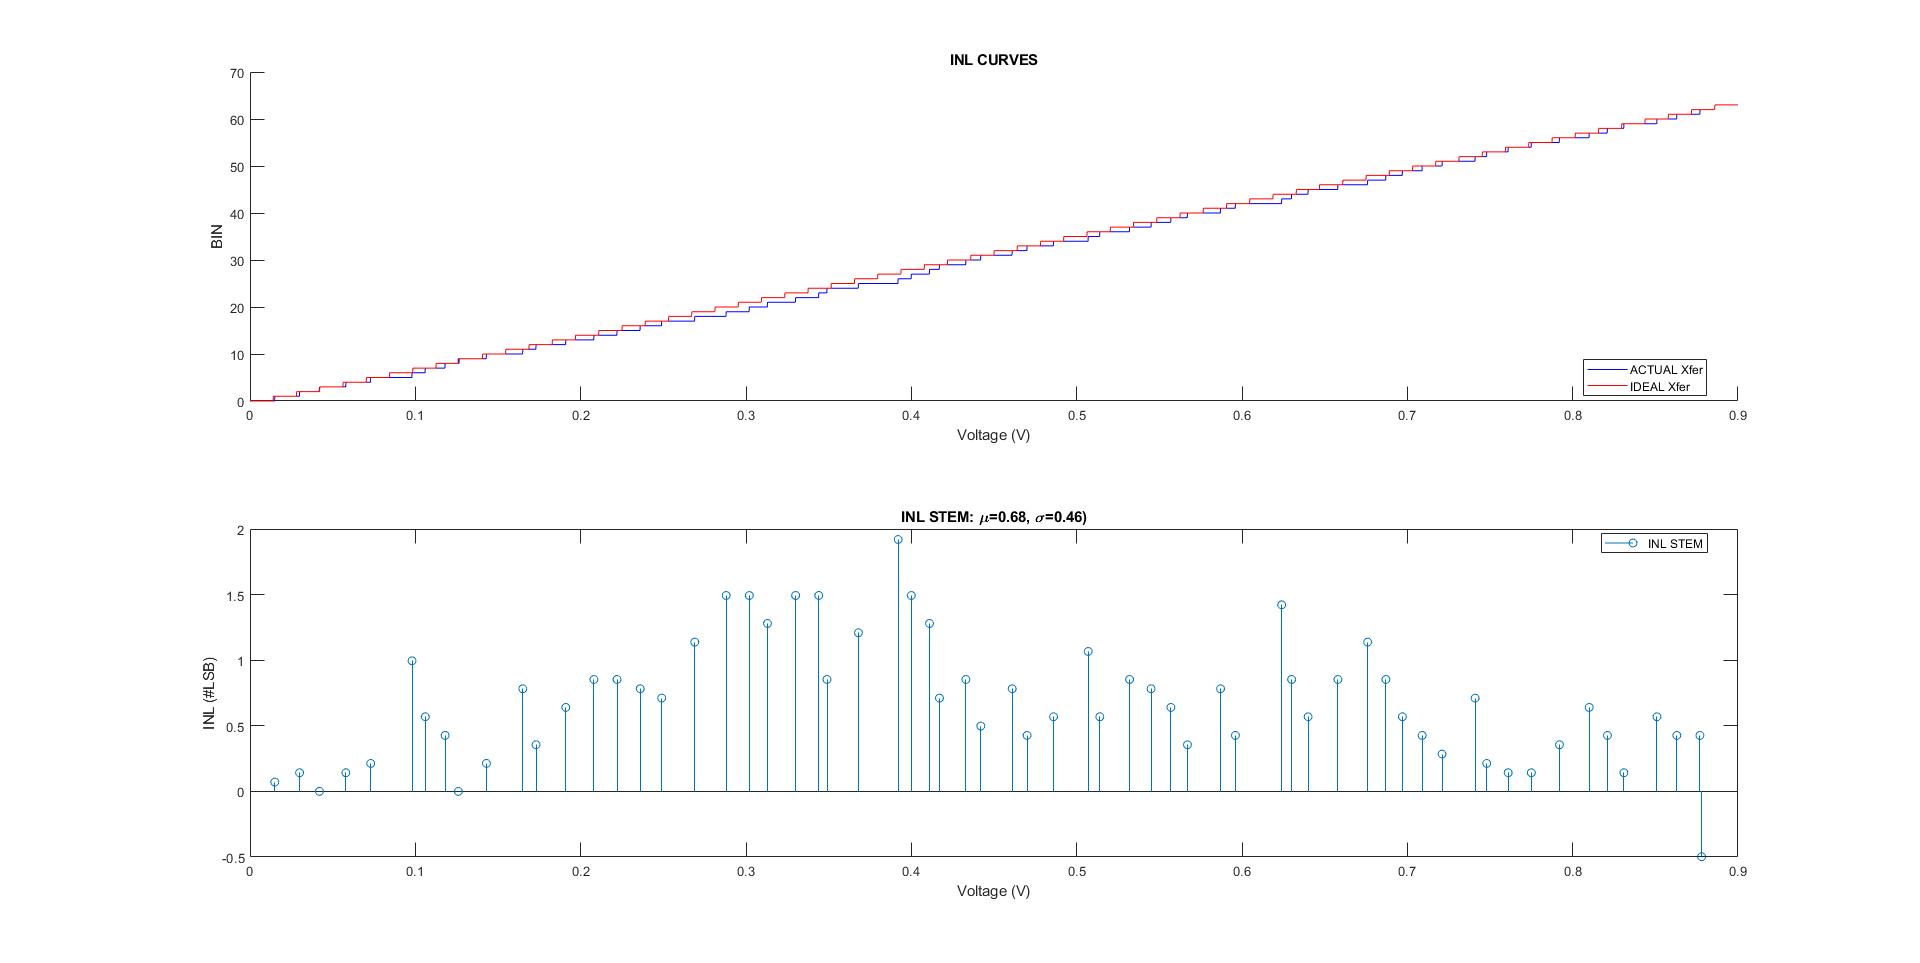 INL CURVES
70
60
50
40
30
20
10
0
BIN
0 0.1 0.2 0.3 0.4 0.5 0.6 0.7 0.8 0.9
Voltage (V)
ACTUAL Xfer
IDEAL Xfer
INL STEM: μ=0.68, σ=0.46)
2
1.5
1
0.5
0
-0.5
INL (#LSB)
0 0.1 0.2 0.3 0.4 0.5 0.6 0.7 0.8 0.9
Voltage (V)
INL STEM